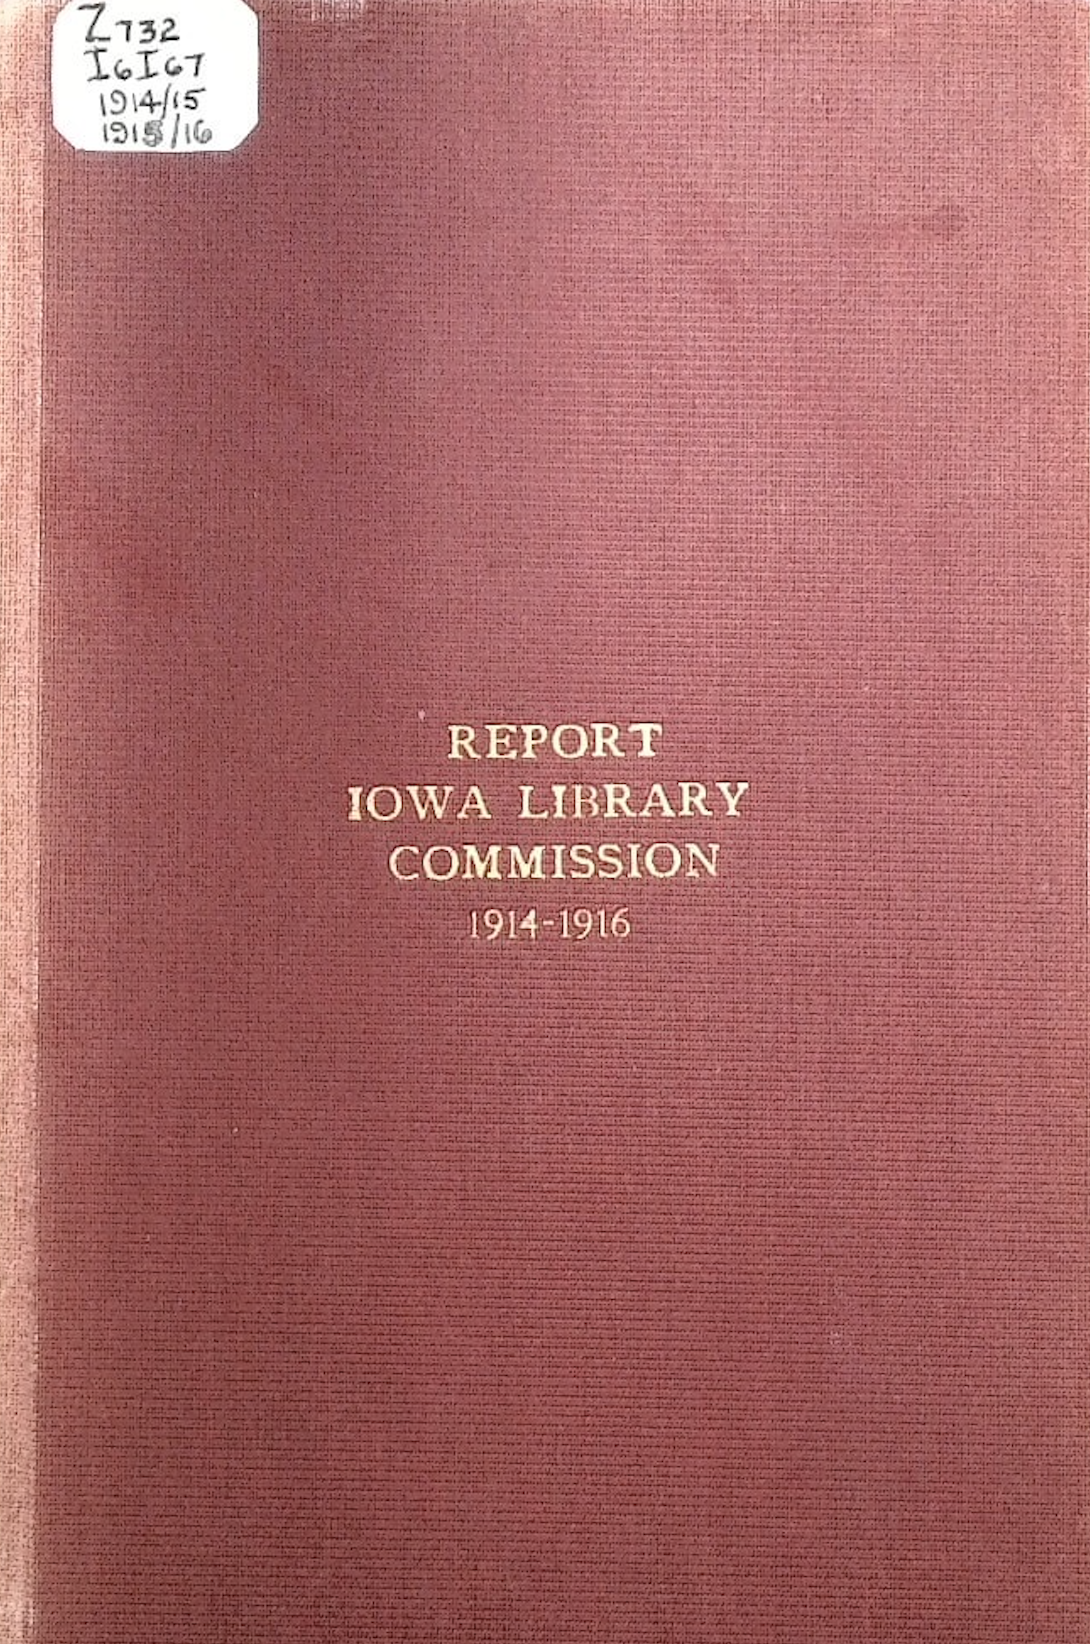 Z732
I6I67
1914/15
1915/16
REPORT
IOWA LIBRARY
COMMISSION
1914-1916